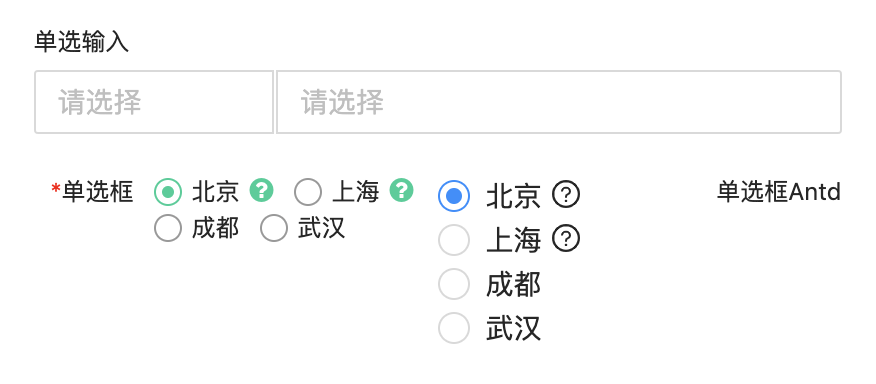 单选输入
请选择 请选择
*单选框 北京 ? 上海 ? 北京 ? 单选框Antd
成都 武汉 上海 ?
成都
武汉